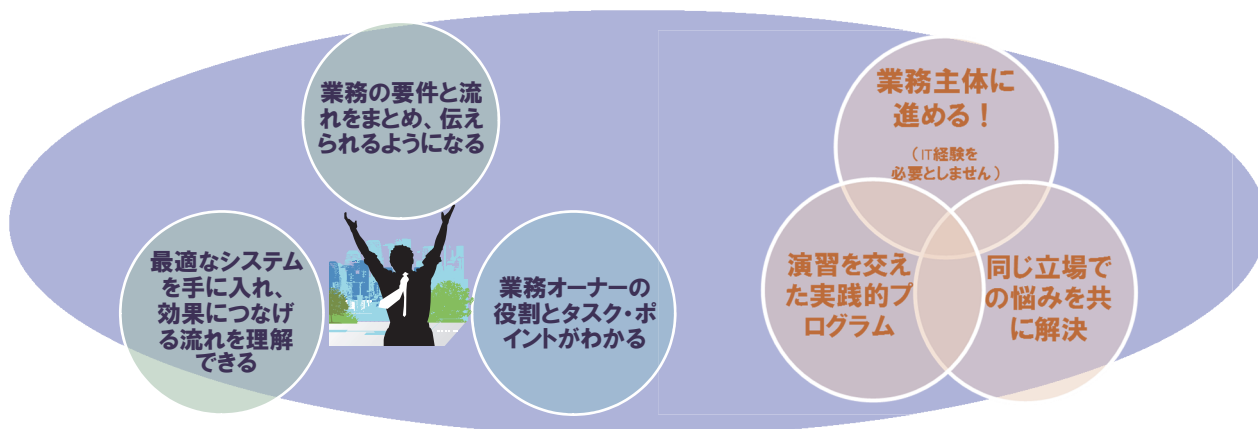 業務の要件と流
れをまとめ、伝え
られるようになる
最適なシステム
を手に入れ、
効果につなげ
る流れを理解
できる
業務オーナーの
役割とタスク・ポ
イントがわかる
業務主体に
進める！
（IT経験を
必要としません）
演習を交え
た実践的プ
ログラム
同じ立場で
の悩みを共
に解決